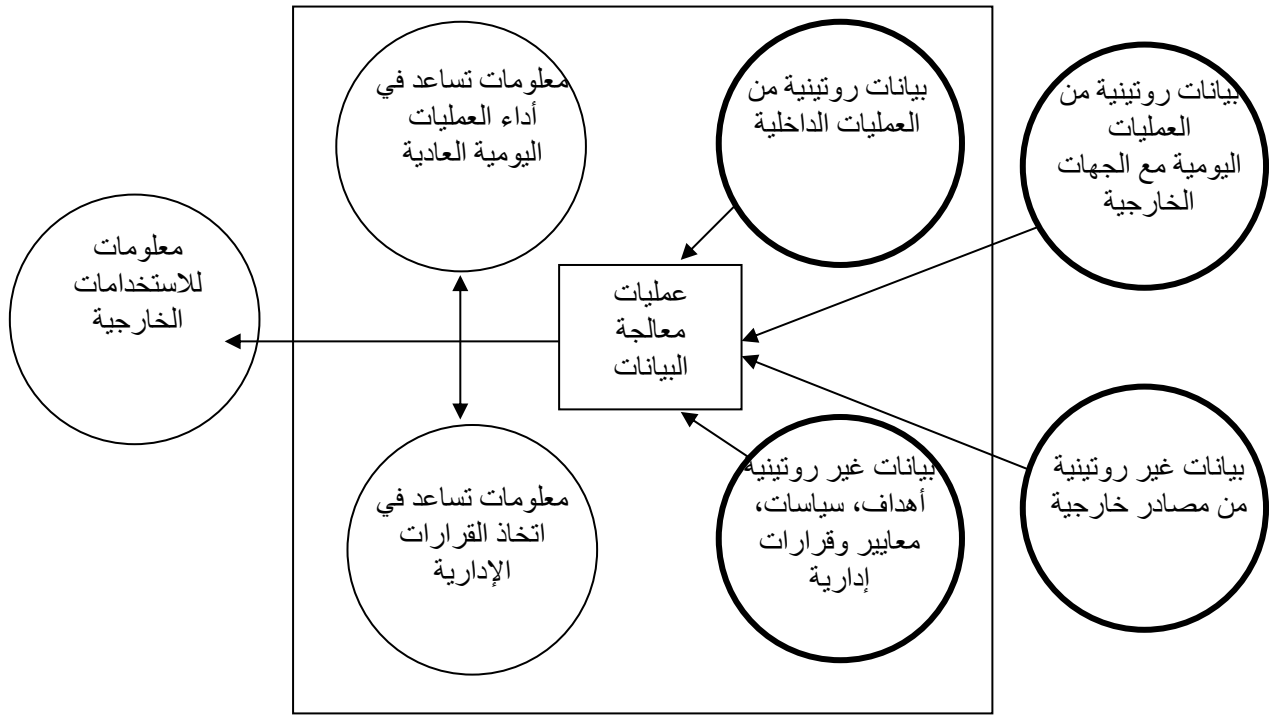 بيانات روتينية من
العمليات
اليومية مع الجهات
الخارجية
بيانات روتينية من
العمليات الداخلية
معلومات تساعد في
أداء العمليات
اليومية العادية
معلومات
للاستخدامات
الخارجية
عمليات
معالجة
البيانات
بيانات غير روتينية
من مصادر خارجية
بيانات غير روتينية
أهداف، سياسات،
معايير وقرارات
إدارية
معلومات تساعد في
اتخاذ القرارات
الإدارية